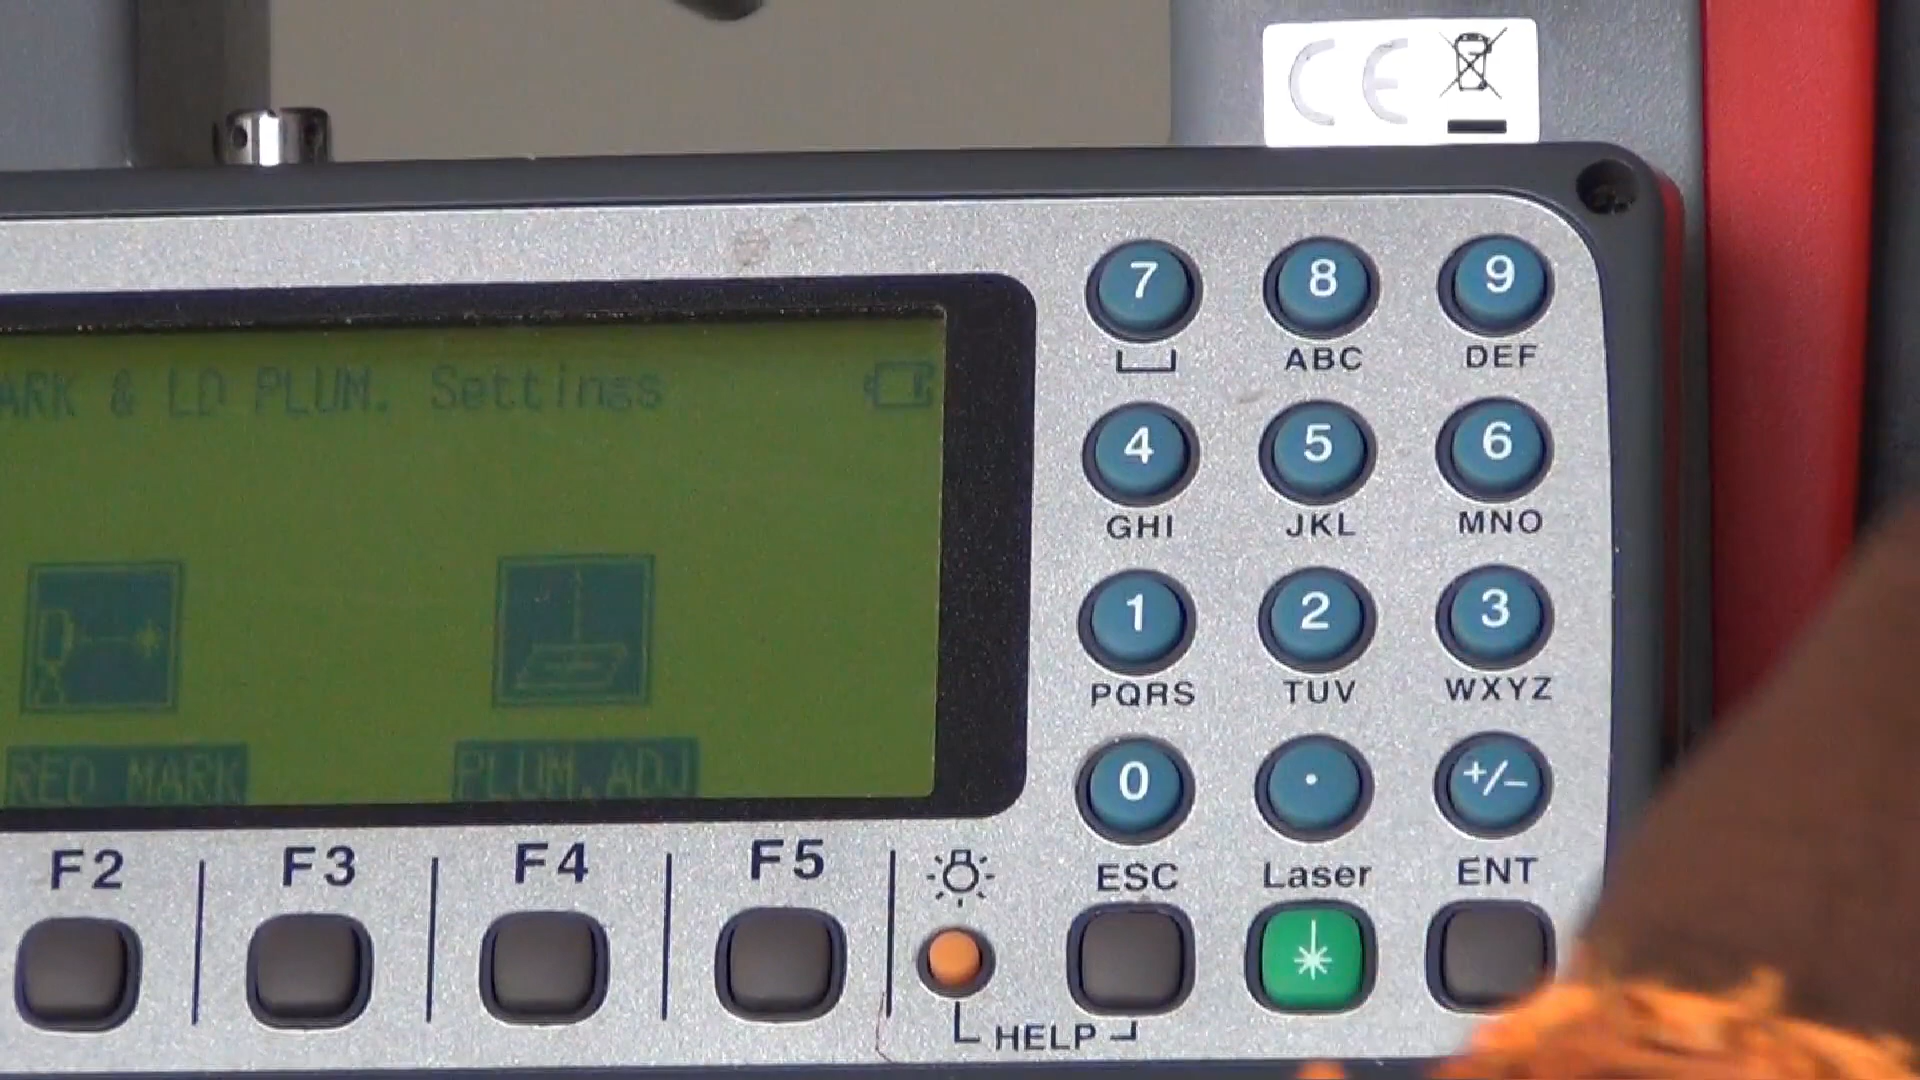 CE
ARK & LD PLUM. Settings
RED MARK PLUM.ADJ
7 8 9
ABC DEF
4 5 6
GHI JKL MNO
1 2 3
PQRS TUV WXYZ
0 . +/−
F2 F3 F4 F5 ESC Laser ENT
HELP